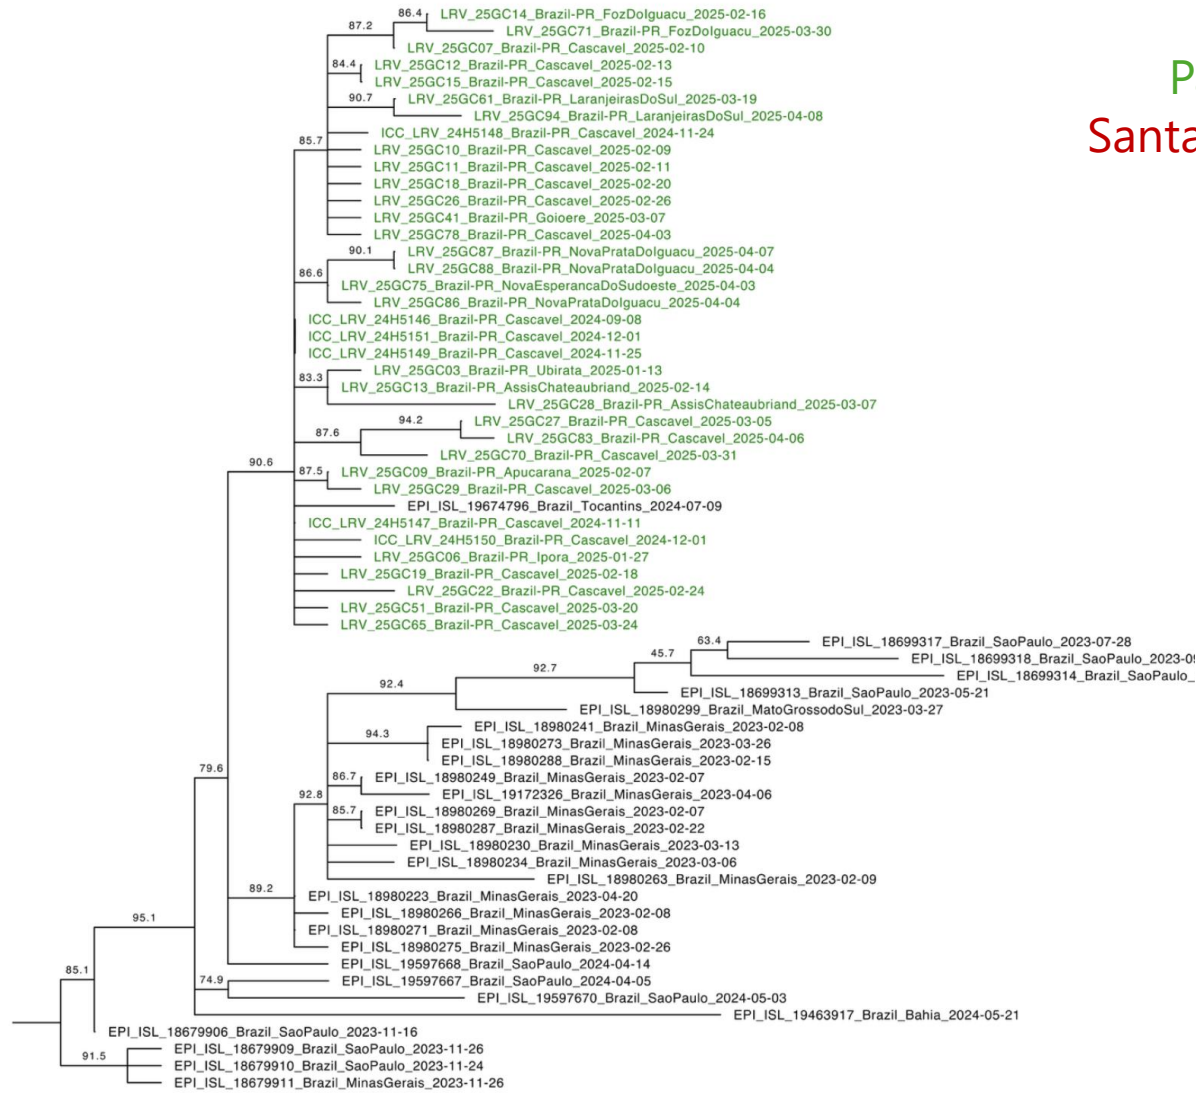 86.4
LRV_25GC14_Brazil-PR_FozDoIguacu_2025-02-16
87.2
LRV_25GC71_Brazil-PR_FozDoIguacu_2025-03-30
LRV_25GC07_Brazil-PR_Cascavel_2025-02-10
84.4
LRV_25GC12_Brazil-PR_Cascavel_2025-02-13
P
LRV_25GC15_Brazil-PR_Cascavel_2025-02-15
90.7
LRV_25GC61_Brazil-PR_LaranjeirasDoSul_2025-03-19
LRV_25GC94_Brazil-PR_LaranjeirasDoSul_2025-04-08
85.7
ICC_LRV_24H5148_Brazil-PR_Cascavel_2024-11-24
Santa
LRV_25GC10_Brazil-PR_Cascavel_2025-02-09
LRV_25GC11_Brazil-PR_Cascavel_2025-02-11
LRV_25GC18_Brazil-PR_Cascavel_2025-02-20
LRV_25GC26_Brazil-PR_Cascavel_2025-02-26
LRV_25GC41_Brazil-PR_Goioere_2025-03-07
LRV_25GC78_Brazil-PR_Cascavel_2025-04-03
90.1
LRV_25GC87_Brazil-PR_NovaPrataDoIguacu_2025-04-07
LRV_25GC88_Brazil-PR_NovaPrataDoIguacu_2025-04-04
86.6
LRV_25GC75_Brazil-PR_NovaEsperancaDoSudoeste_2025-04-03
LRV_25GC86_Brazil-PR_NovaPrataDoIguacu_2025-04-04
ICC_LRV_24H5146_Brazil-PR_Cascavel_2024-09-08
ICC_LRV_24H5151_Brazil-PR_Cascavel_2024-12-01
ICC_LRV_24H5149_Brazil-PR_Cascavel_2024-11-25
LRV_25GC03_Brazil-PR_Ubirata_2025-01-13
83.3
LRV_25GC13_Brazil-PR_AssisChateaubriand_2025-02-14
LRV_25GC28_Brazil-PR_AssisChateaubriand_2025-03-07
94.2
LRV_25GC27_Brazil-PR_Cascavel_2025-03-05
87.6
LRV_25GC83_Brazil-PR_Cascavel_2025-04-06
LRV_25GC70_Brazil-PR_Cascavel_2025-03-31
90.6
87.5
LRV_25GC09_Brazil-PR_Apucarana_2025-02-07
LRV_25GC29_Brazil-PR_Cascavel_2025-03-06
EPI_ISL_19674796_Brazil_Tocantins_2024-07-09
ICC_LRV_24H5147_Brazil-PR_Cascavel_2024-11-11
ICC_LRV_24H5150_Brazil-PR_Cascavel_2024-12-01
LRV_25GC06_Brazil-PR_Ipora_2025-01-27
LRV_25GC19_Brazil-PR_Cascavel_2025-02-18
LRV_25GC22_Brazil-PR_Cascavel_2025-02-24
LRV_25GC51_Brazil-PR_Cascavel_2025-03-20
LRV_25GC65_Brazil-PR_Cascavel_2025-03-24
63.4
EPI_ISL_18699317_Brazil_SaoPaulo_2023-07-28
45.7
EPI_ISL_18699318_Brazil_SaoPaulo_2023-09
92.7
EPI_ISL_18699314_Brazil_SaoPaulo_
92.4
EPI_ISL_18699313_Brazil_SaoPaulo_2023-05-21
EPI_ISL_18980299_Brazil_MatoGrossodoSul_2023-03-27
EPI_ISL_18980241_Brazil_MinasGerais_2023-02-08
94.3
EPI_ISL_18980273_Brazil_MinasGerais_2023-03-26
EPI_ISL_18980288_Brazil_MinasGerais_2023-02-15
79.6
86.7
EPI_ISL_18980249_Brazil_MinasGerais_2023-02-07
92.8
EPI_ISL_19172326_Brazil_MinasGerais_2023-04-06
85.7
EPI_ISL_18980269_Brazil_MinasGerais_2023-02-07
EPI_ISL_18980287_Brazil_MinasGerais_2023-02-22
EPI_ISL_18980230_Brazil_MinasGerais_2023-03-13
EPI_ISL_18980234_Brazil_MinasGerais_2023-03-06
EPI_ISL_18980263_Brazil_MinasGerais_2023-02-09
89.2
EPI_ISL_18980223_Brazil_MinasGerais_2023-04-20
EPI_ISL_18980266_Brazil_MinasGerais_2023-02-08
95.1
EPI_ISL_18980271_Brazil_MinasGerais_2023-02-08
EPI_ISL_18980275_Brazil_MinasGerais_2023-02-26
EPI_ISL_19597668_Brazil_SaoPaulo_2024-04-14
85.1
74.9
EPI_ISL_19597667_Brazil_SaoPaulo_2024-04-05
EPI_ISL_19597670_Brazil_SaoPaulo_2024-05-03
EPI_ISL_19463917_Brazil_Bahia_2024-05-21
EPI_ISL_18679906_Brazil_SaoPaulo_2023-11-16
EPI_ISL_18679909_Brazil_SaoPaulo_2023-11-26
91.5
EPI_ISL_18679910_Brazil_SaoPaulo_2023-11-24
EPI_ISL_18679911_Brazil_MinasGerais_2023-11-26